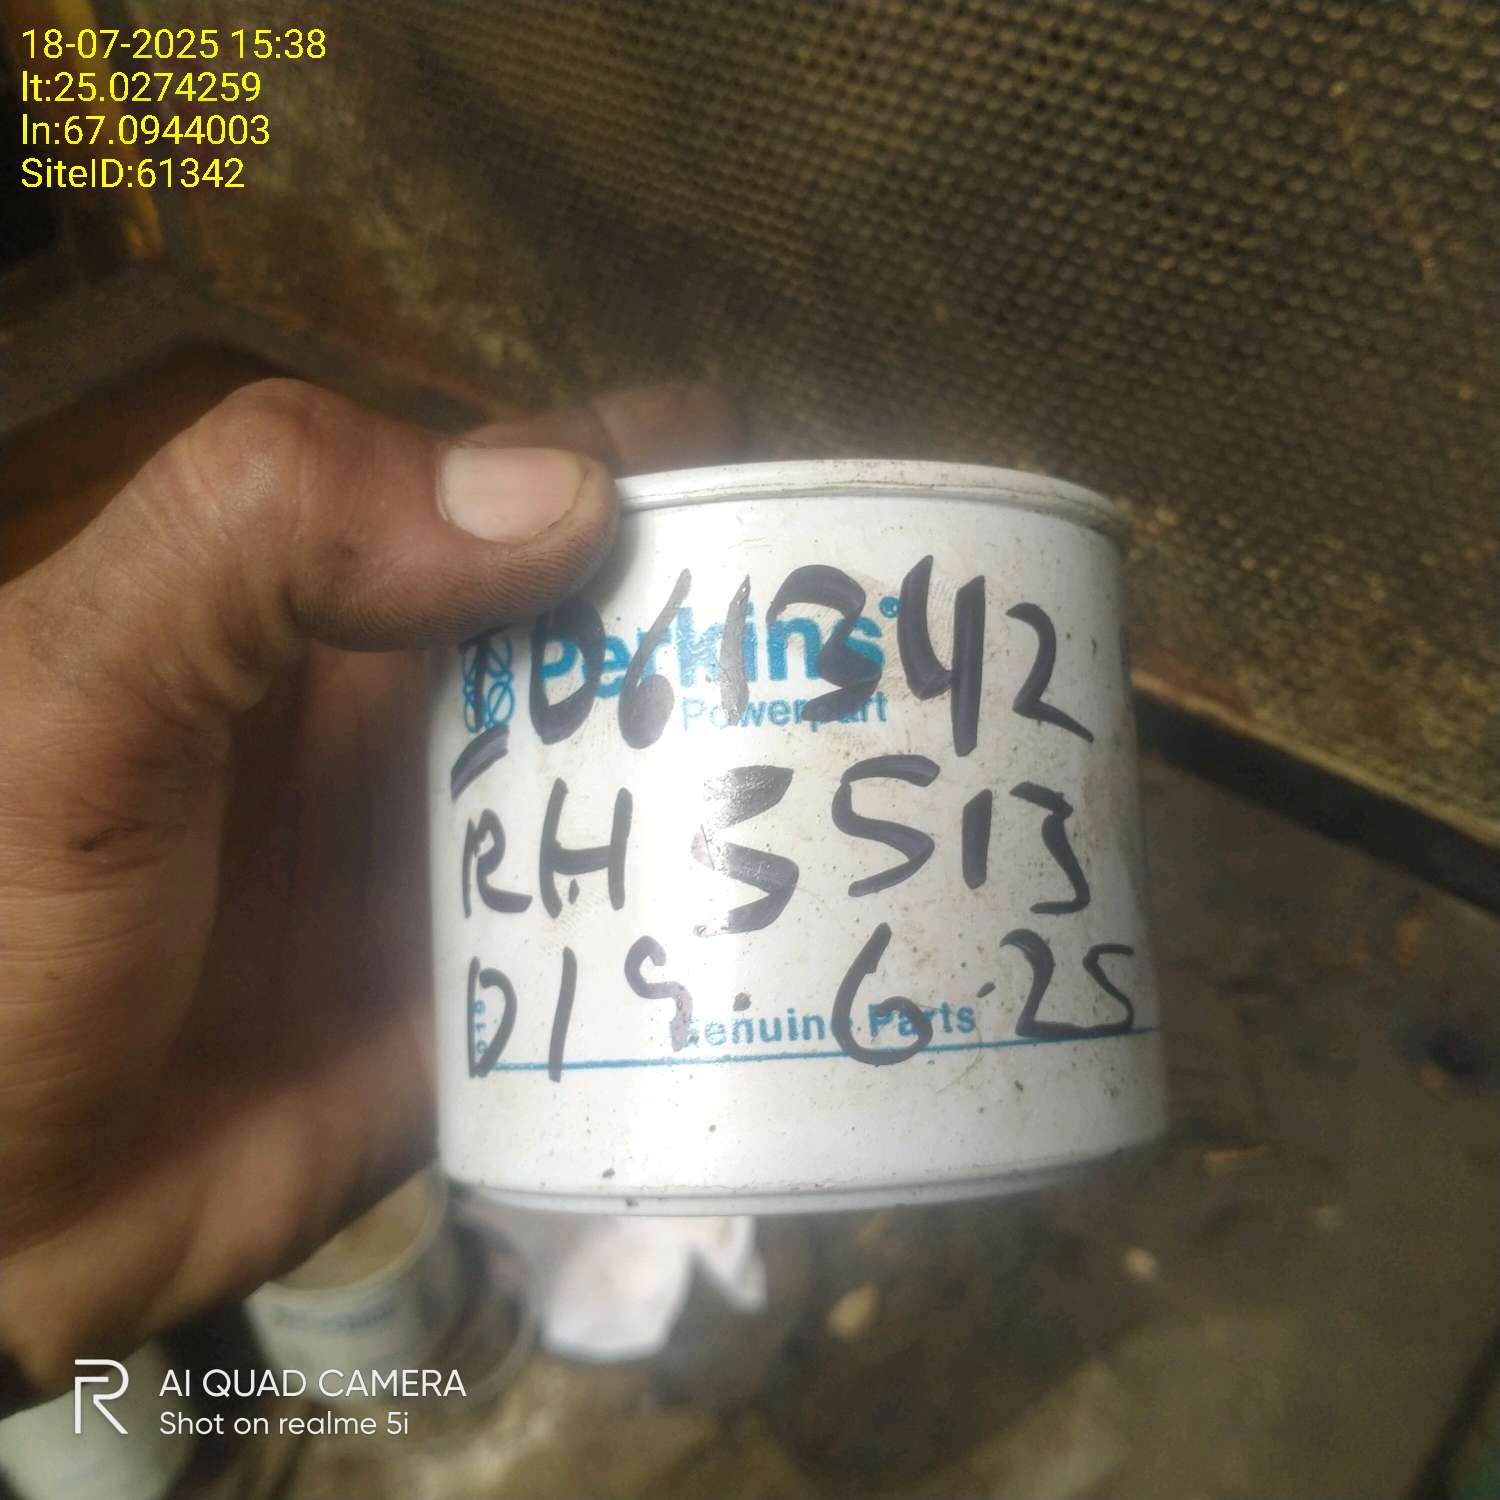 18-07-2025 15:38
lt:25.0274259
ln:67.0944003
SiteID:61342
Perkins®
Powerpart
ID61342
RH 5513
D19.6.25
Genuine Parts
AI QUAD CAMERA
Shot on realme 5i